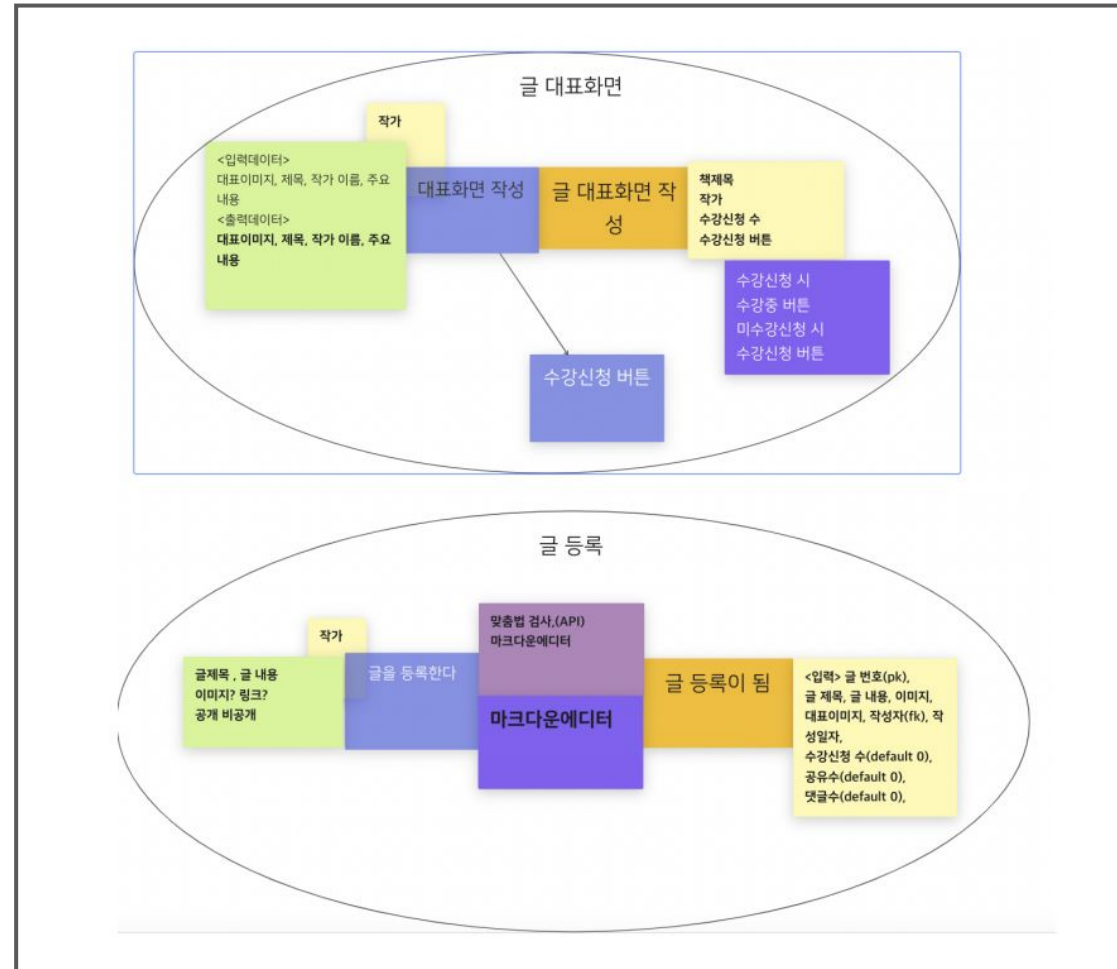 글 대표화면
작가
<입력데이터>
대표이미지, 제목, 작가 이름, 주요
내용
<출력데이터>
대표이미지, 제목, 작가 이름, 주요
내용
대표화면 작성
글 대표화면 작
성
책제목
작가
수강신청 수
수강신청 버튼
수강신청 시
수강중 버튼
미수강신청 시
수강신청 버튼
수강신청 버튼
글 등록
작가
글제목 , 글 내용
이미지? 링크?
공개 비공개
글을 등록한다
맞춤법 검사,(API)
마크다운에디터
마크다운에디터
글 등록이 됨
<입력> 글 번호(pk),
글 제목, 글 내용, 이미지,
대표이미지, 작성자(fk), 작
성일자,
수강신청 수(default 0),
공유수(default 0),
댓글수(default 0),